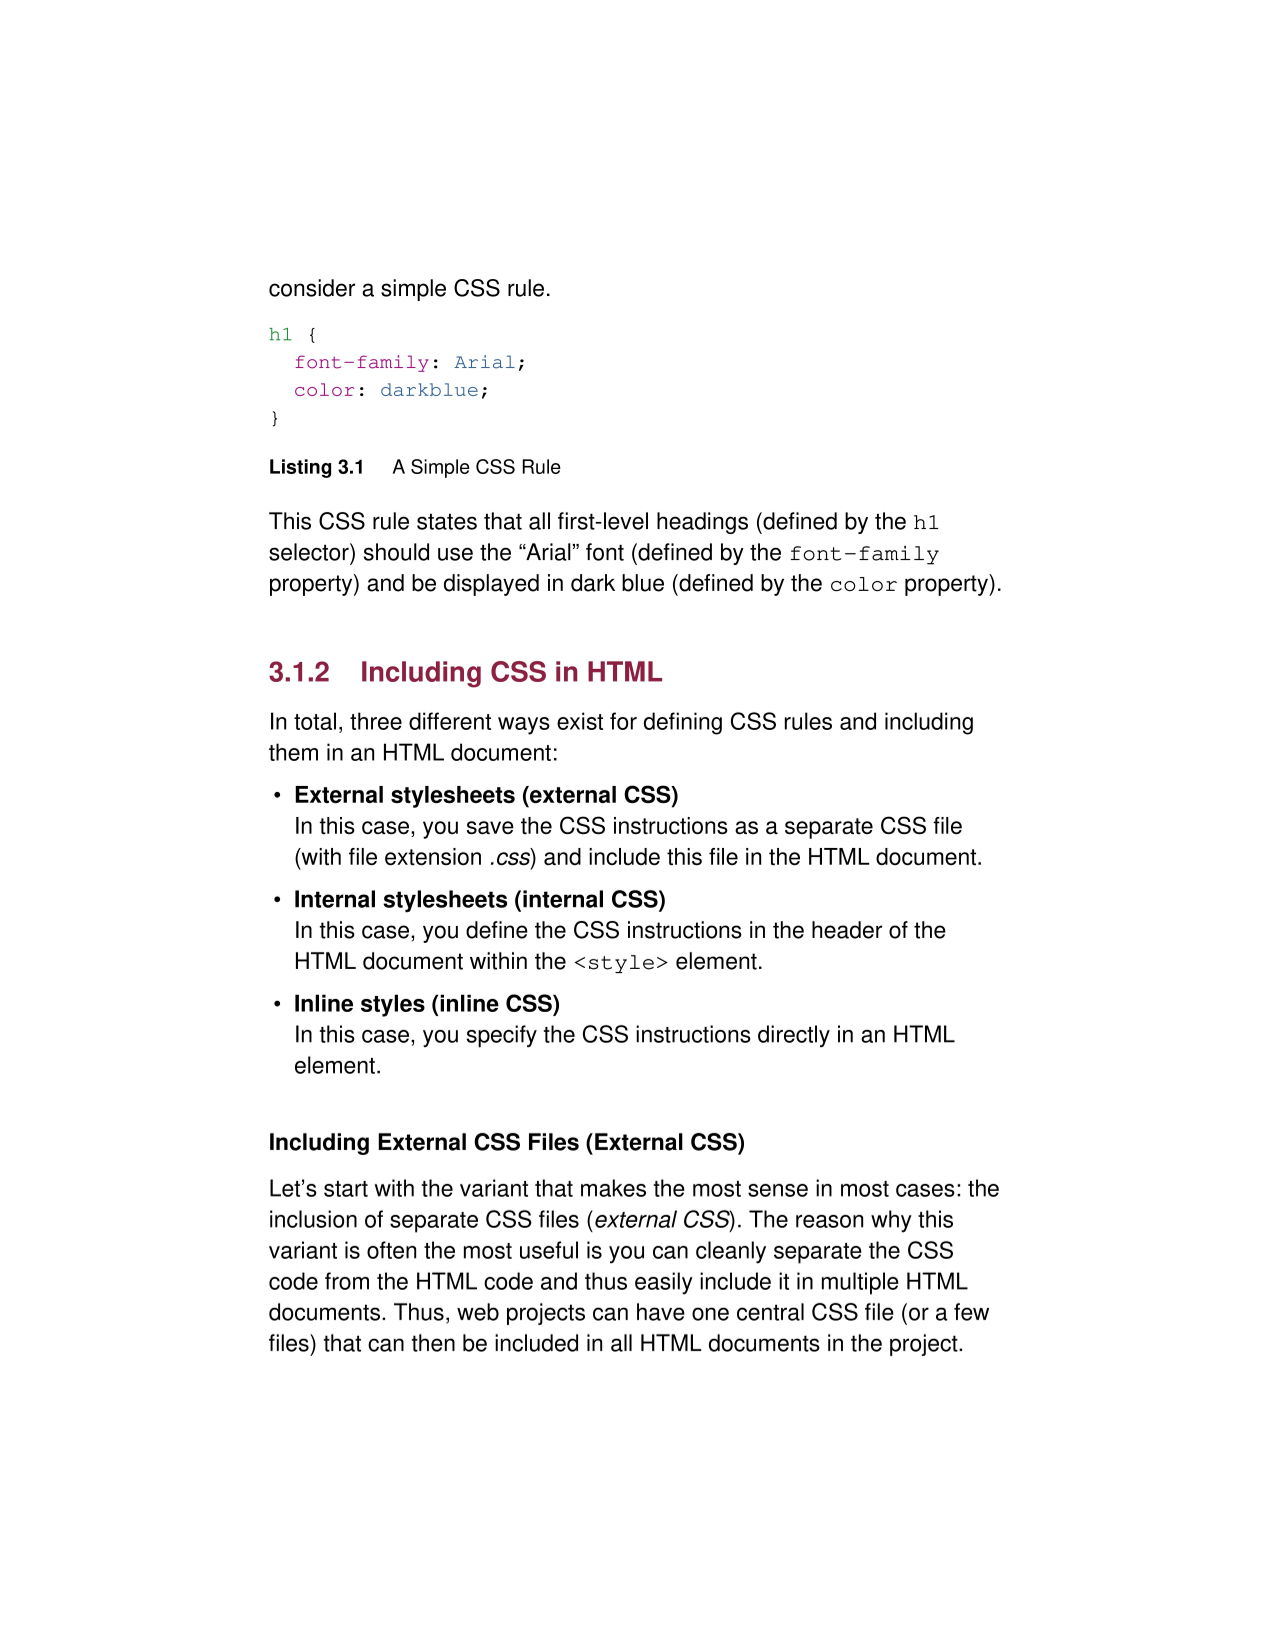 consider a simple CSS rule.
h1 {
  font-family: Arial;
  color: darkblue;
}
Listing 3.1 A Simple CSS Rule
This CSS rule states that all first-level headings (defined by the h1
selector) should use the “Arial” font (defined by the font-family
property) and be displayed in dark blue (defined by the color property).
3.1.2 Including CSS in HTML
In total, three different ways exist for defining CSS rules and including
them in an HTML document:
• External stylesheets (external CSS)
In this case, you save the CSS instructions as a separate CSS file
(with file extension .css) and include this file in the HTML document.
• Internal stylesheets (internal CSS)
In this case, you define the CSS instructions in the header of the
HTML document within the <style> element.
• Inline styles (inline CSS)
In this case, you specify the CSS instructions directly in an HTML
element.
Including External CSS Files (External CSS)
Let’s start with the variant that makes the most sense in most cases: the
inclusion of separate CSS files (external CSS). The reason why this
variant is often the most useful is you can cleanly separate the CSS
code from the HTML code and thus easily include it in multiple HTML
documents. Thus, web projects can have one central CSS file (or a few
files) that can then be included in all HTML documents in the project.